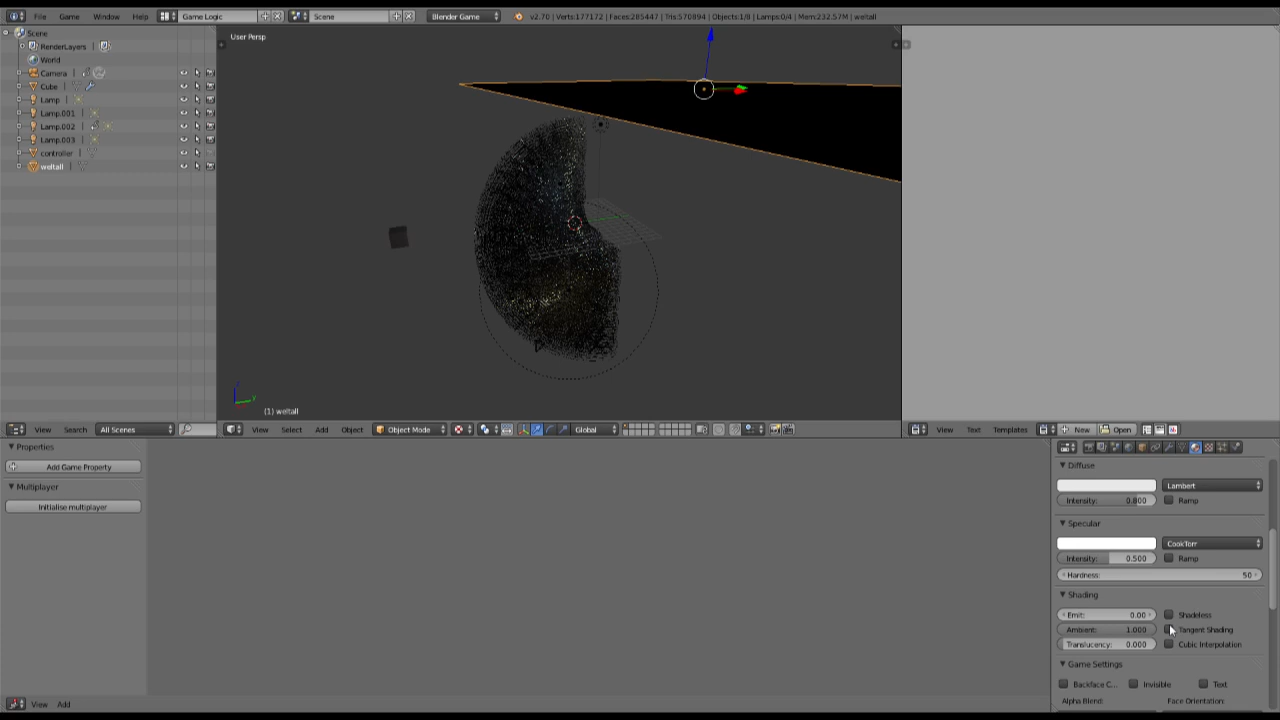 File Game Window Help Game Logic Scene Blender Game v2.70 | Verts:177172 | Faces:285447 | Tris:570894 | Objects:1/8 | Lamps:0/4 | Mem:232.57M | weltall
Scene
RenderLayers |
World
Camera |
Cube |
Lamp |
Lamp.001 |
Lamp.002 |
Lamp.003 |
controller |
weltall |
User Persp
(1) weltall
View Search All Scenes
View Select Add Object Object Mode Global
View Text Templates New Open
Properties
Add Game Property
Multiplayer
Initialise multiplayer
View Add
Diffuse
Lambert
Intensity: 0.800 Ramp
Specular
CookTorr
Intensity: 0.500 Ramp
Hardness: 50
Shading
Emit: 0.00 Shadeless
Ambient: 1.000 Tangent Shading
Translucency: 0.000 Cubic Interpolation
Game Settings
Backface C... Invisible Text
Alpha Blend: Face Orientation: